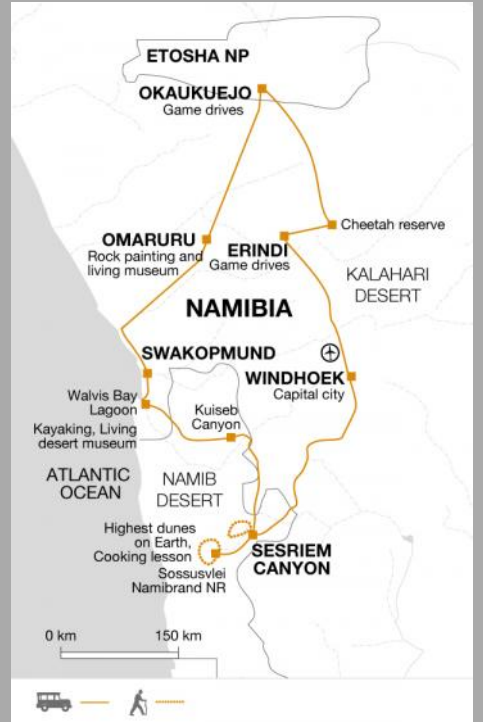 ETOSHA NP
OKAUKUEJO
Game drives
Cheetah reserve
OMARURU
Rock painting and
living museum
ERINDI
Game drives
KALAHARI
DESERT
NAMIBIA
SWAKOPMUND
WINDHOEK
Capital city
Walvis Bay
Lagoon
Kayaking, Living
desert museum
Kuiseb
Canyon
ATLANTIC
OCEAN
NAMIB
DESERT
Highest dunes
on Earth,
Cooking lesson
SESRIEM
CANYON
Sossusvlei
Namibrand NR
0 km
150 km